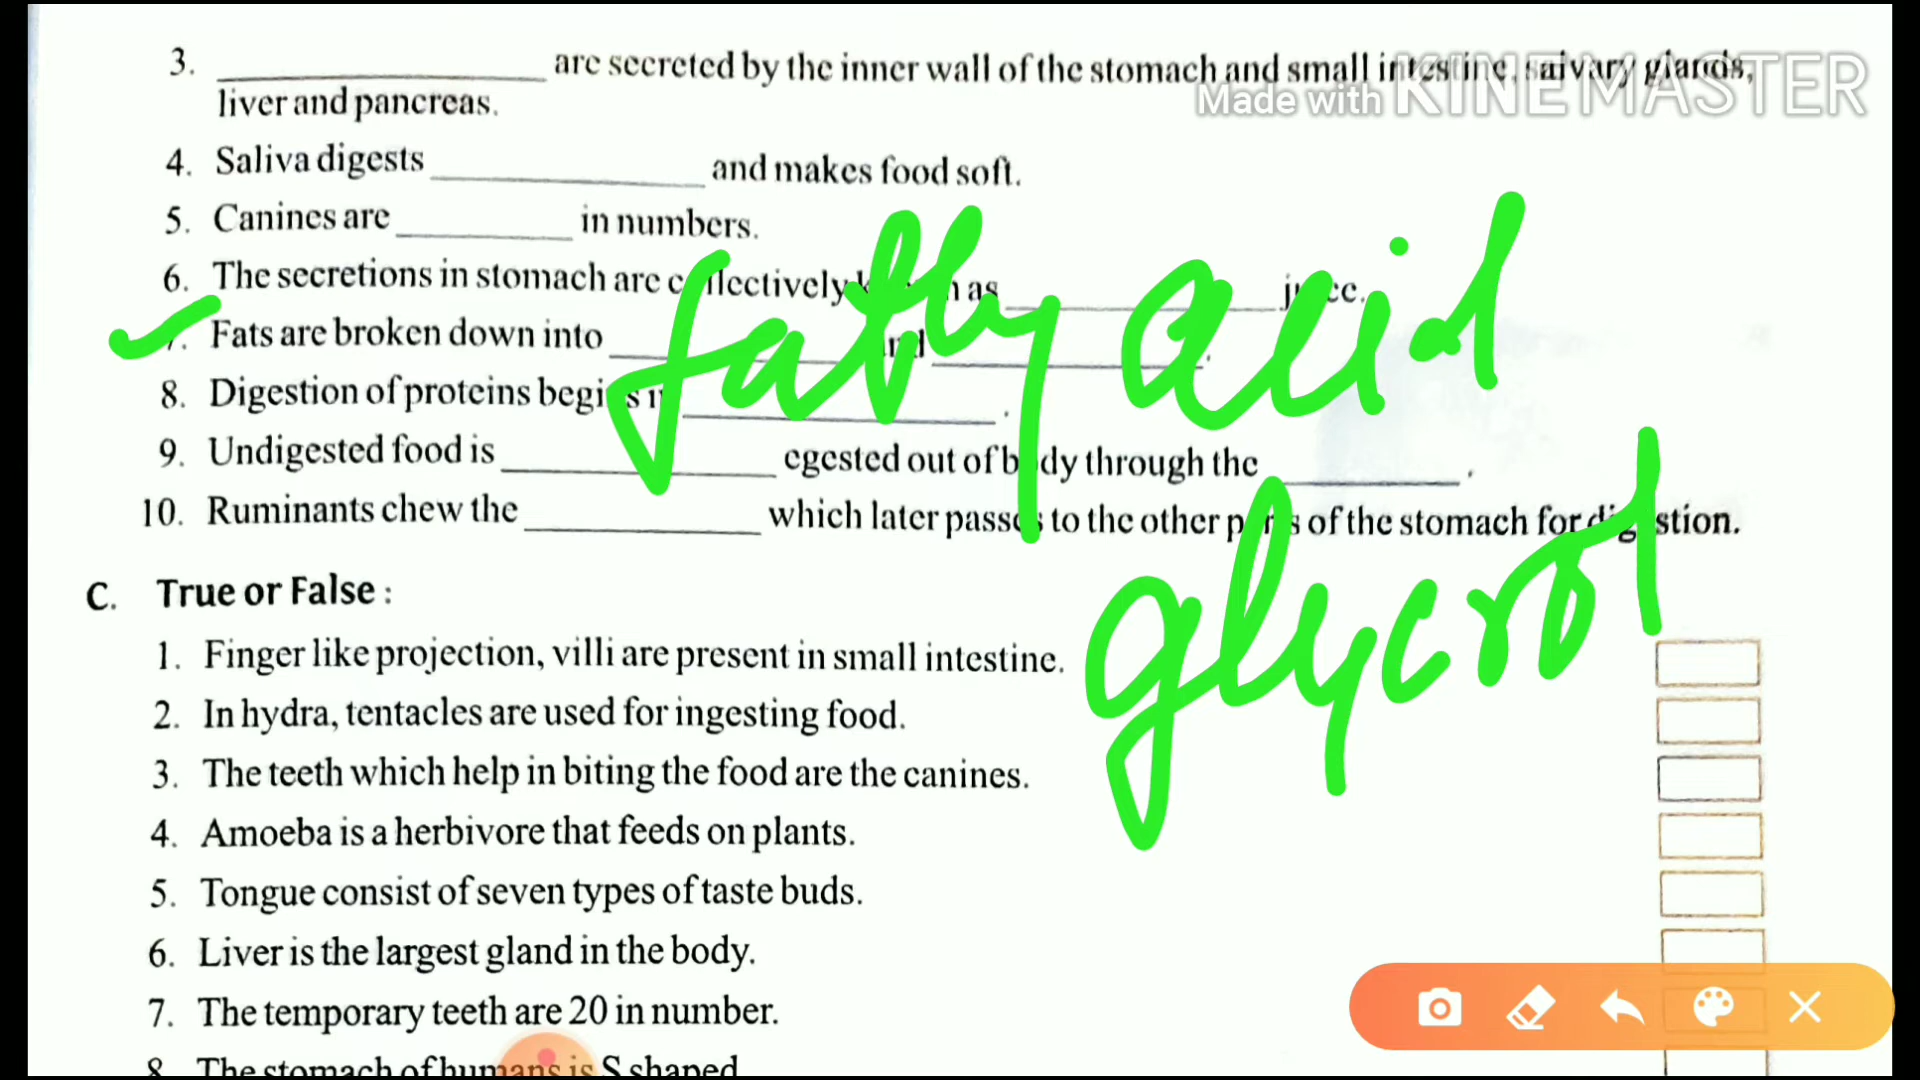 3. ____________ are secreted by the inner wall of the stomach and small intestine, salivary glands,
Made with KINEMASTER
liver and pancreas.
4. Saliva digests ____________ and makes food soft.
5. Canines are ________ in numbers.
6. The secretions in stomach are collectively known as ____________ juice.
fatty acid
7. Fats are broken down into ____________ and ____________.
8. Digestion of proteins begins in ____________.
9. Undigested food is ____________ egested out of body through the ________.
10. Ruminants chew the ____________ which later passes to the other parts of the stomach for digestion.
glycrol
C. True or False :
1. Finger like projection, villi are present in small intestine.
2. In hydra, tentacles are used for ingesting food.
3. The teeth which help in biting the food are the canines.
4. Amoeba is a herbivore that feeds on plants.
5. Tongue consist of seven types of taste buds.
6. Liver is the largest gland in the body.
7. The temporary teeth are 20 in number.
8. The stomach of humans is S shaped